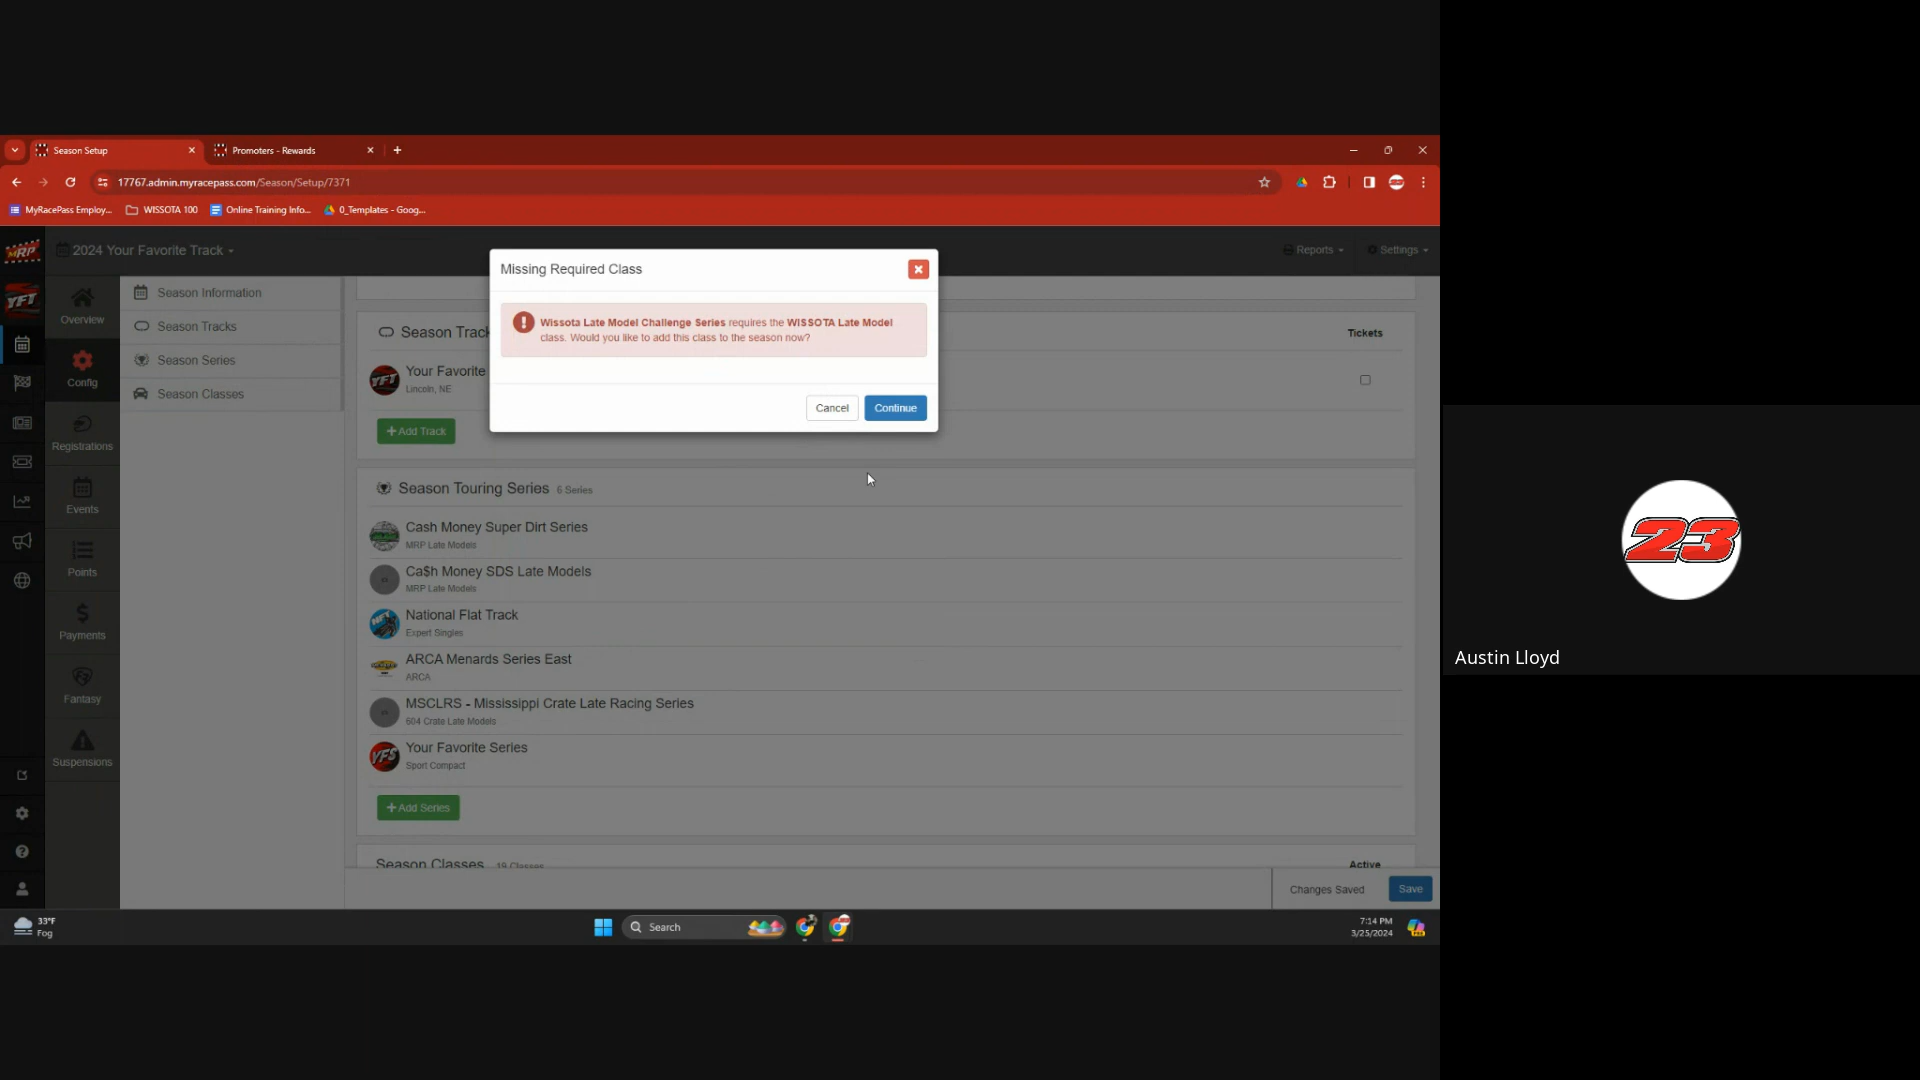 Season Setup
Promoters - Rewards
17767.admin.myracepass.com/Season/Setup/7371
MyRacePass Employ...
WISSOTA 100
Online Training Info...
0_Templates - Goog...
MRP
2024 Your Favorite Track
Reports
Settings
YFT
Overview
Config
Registrations
Events
Points
Payments
Fantasy
Suspensions
Season Information
Season Tracks
Season Series
Season Classes
Missing Required Class
Wissota Late Model Challenge Series requires the WISSOTA Late Model
class. Would you like to add this class to the season now?
Cancel
Continue
Season Track
Tickets
YFT
Your Favorite
Lincoln, NE
+Add Track
Season Touring Series 6 Series
Cash Money Super Dirt Series
MRP Late Models
Ca$h Money SDS Late Models
MRP Late Models
National Flat Track
Expert Singles
ARCA Menards Series East
ARCA
MSCLRS - Mississippi Crate Late Racing Series
604 Crate Late Models
YFS
Your Favorite Series
Sport Compact
+Add Series
Season Classes 19 Classes
Active
Changes Saved
Save
33°F
Fog
Search
7:14 PM
3/25/2024
23
Austin Lloyd